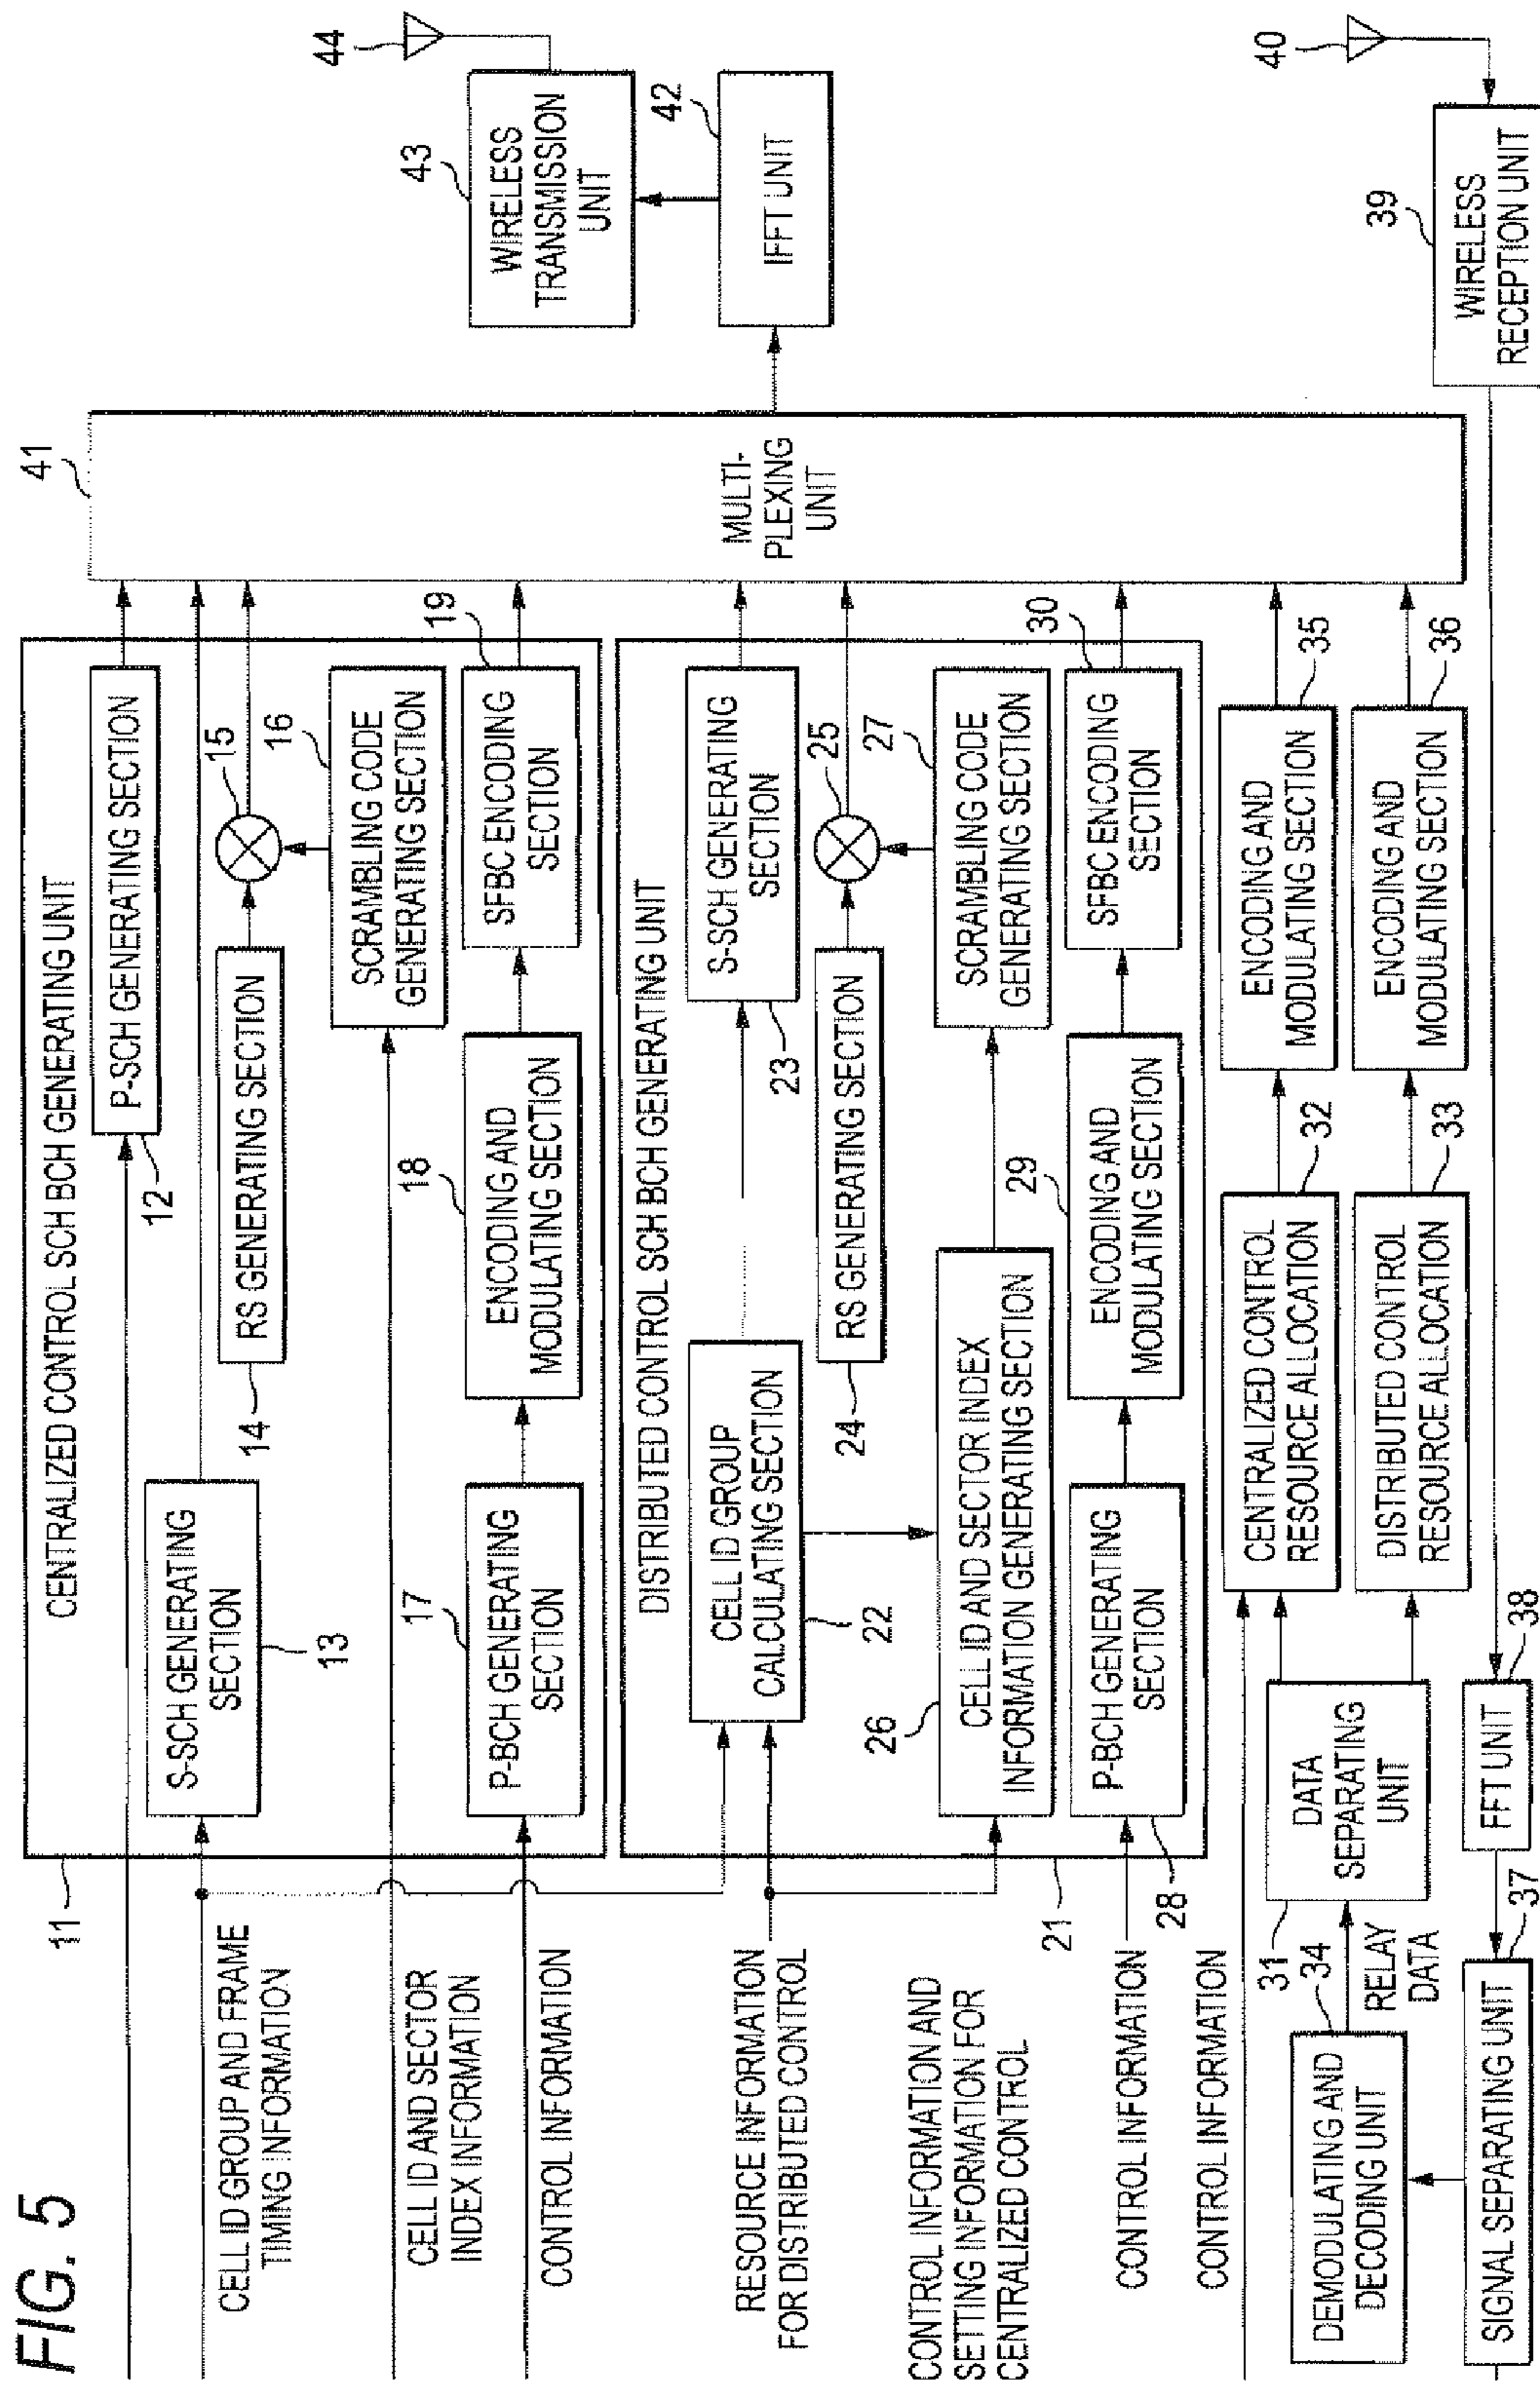 FIG. 5
11
CENTRALIZED CONTROL SCH BCH GENERATING UNIT
P-SCH GENERATING SECTION
12
CELL ID GROUP AND FRAME
TIMING INFORMATION
S-SCH GENERATING
SECTION
13
RS GENERATING SECTION
14
15
CELL ID AND SECTOR
INDEX INFORMATION
SCRAMBLING CODE
GENERATING SECTION
16
CONTROL INFORMATION
P-BCH GENERATING
SECTION
17
ENCODING AND
MODULATING SECTION
18
SFBC ENCODING
SECTION
19
DISTRIBUTED CONTROL SCH BCH GENERATING UNIT
21
RESOURCE INFORMATION
FOR DISTRIBUTED CONTROL
CELL ID GROUP
CALCULATING SECTION
22
S-SCH GENERATING
SECTION
23
RS GENERATING SECTION
24
25
CONTROL INFORMATION AND
SETTING INFORMATION FOR
CENTRALIZED CONTROL
CELL ID AND SECTOR INDEX
INFORMATION GENERATING SECTION
26
SCRAMBLING CODE
GENERATING SECTION
27
CONTROL INFORMATION
P-BCH GENERATING
SECTION
28
ENCODING AND
MODULATING SECTION
29
SFBC ENCODING
SECTION
30
CONTROL INFORMATION
DATA
SEPARATING
UNIT
31
CENTRALIZED CONTROL
RESOURCE ALLOCATION
32
ENCODING AND
MODULATING SECTION
35
DISTRIBUTED CONTROL
RESOURCE ALLOCATION
33
ENCODING AND
MODULATING SECTION
36
DEMODULATING AND
DECODING UNIT
34
RELAY
DATA
SIGNAL SEPARATING UNIT
37
FFT UNIT
38
WIRELESS
RECEPTION UNIT
39
40
MULTI-
PLEXING
UNIT
41
IFFT UNIT
42
WIRELESS
TRANSMISSION
UNIT
43
44